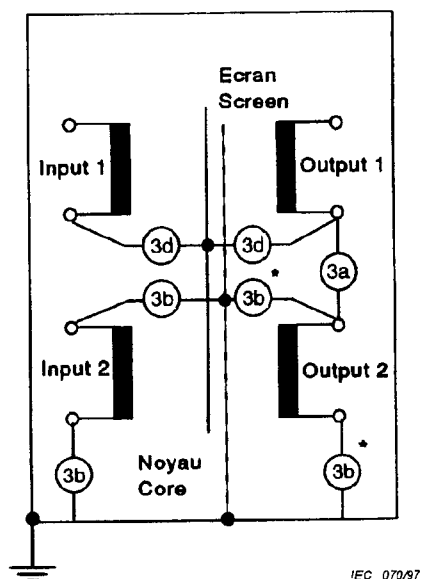 Ecran
Screen
Input 1
Output 1
3d
3d
*
3a
3b
3b
Input 2
Output 2
Noyau
Core
3b
3b
*
IEC 070/97